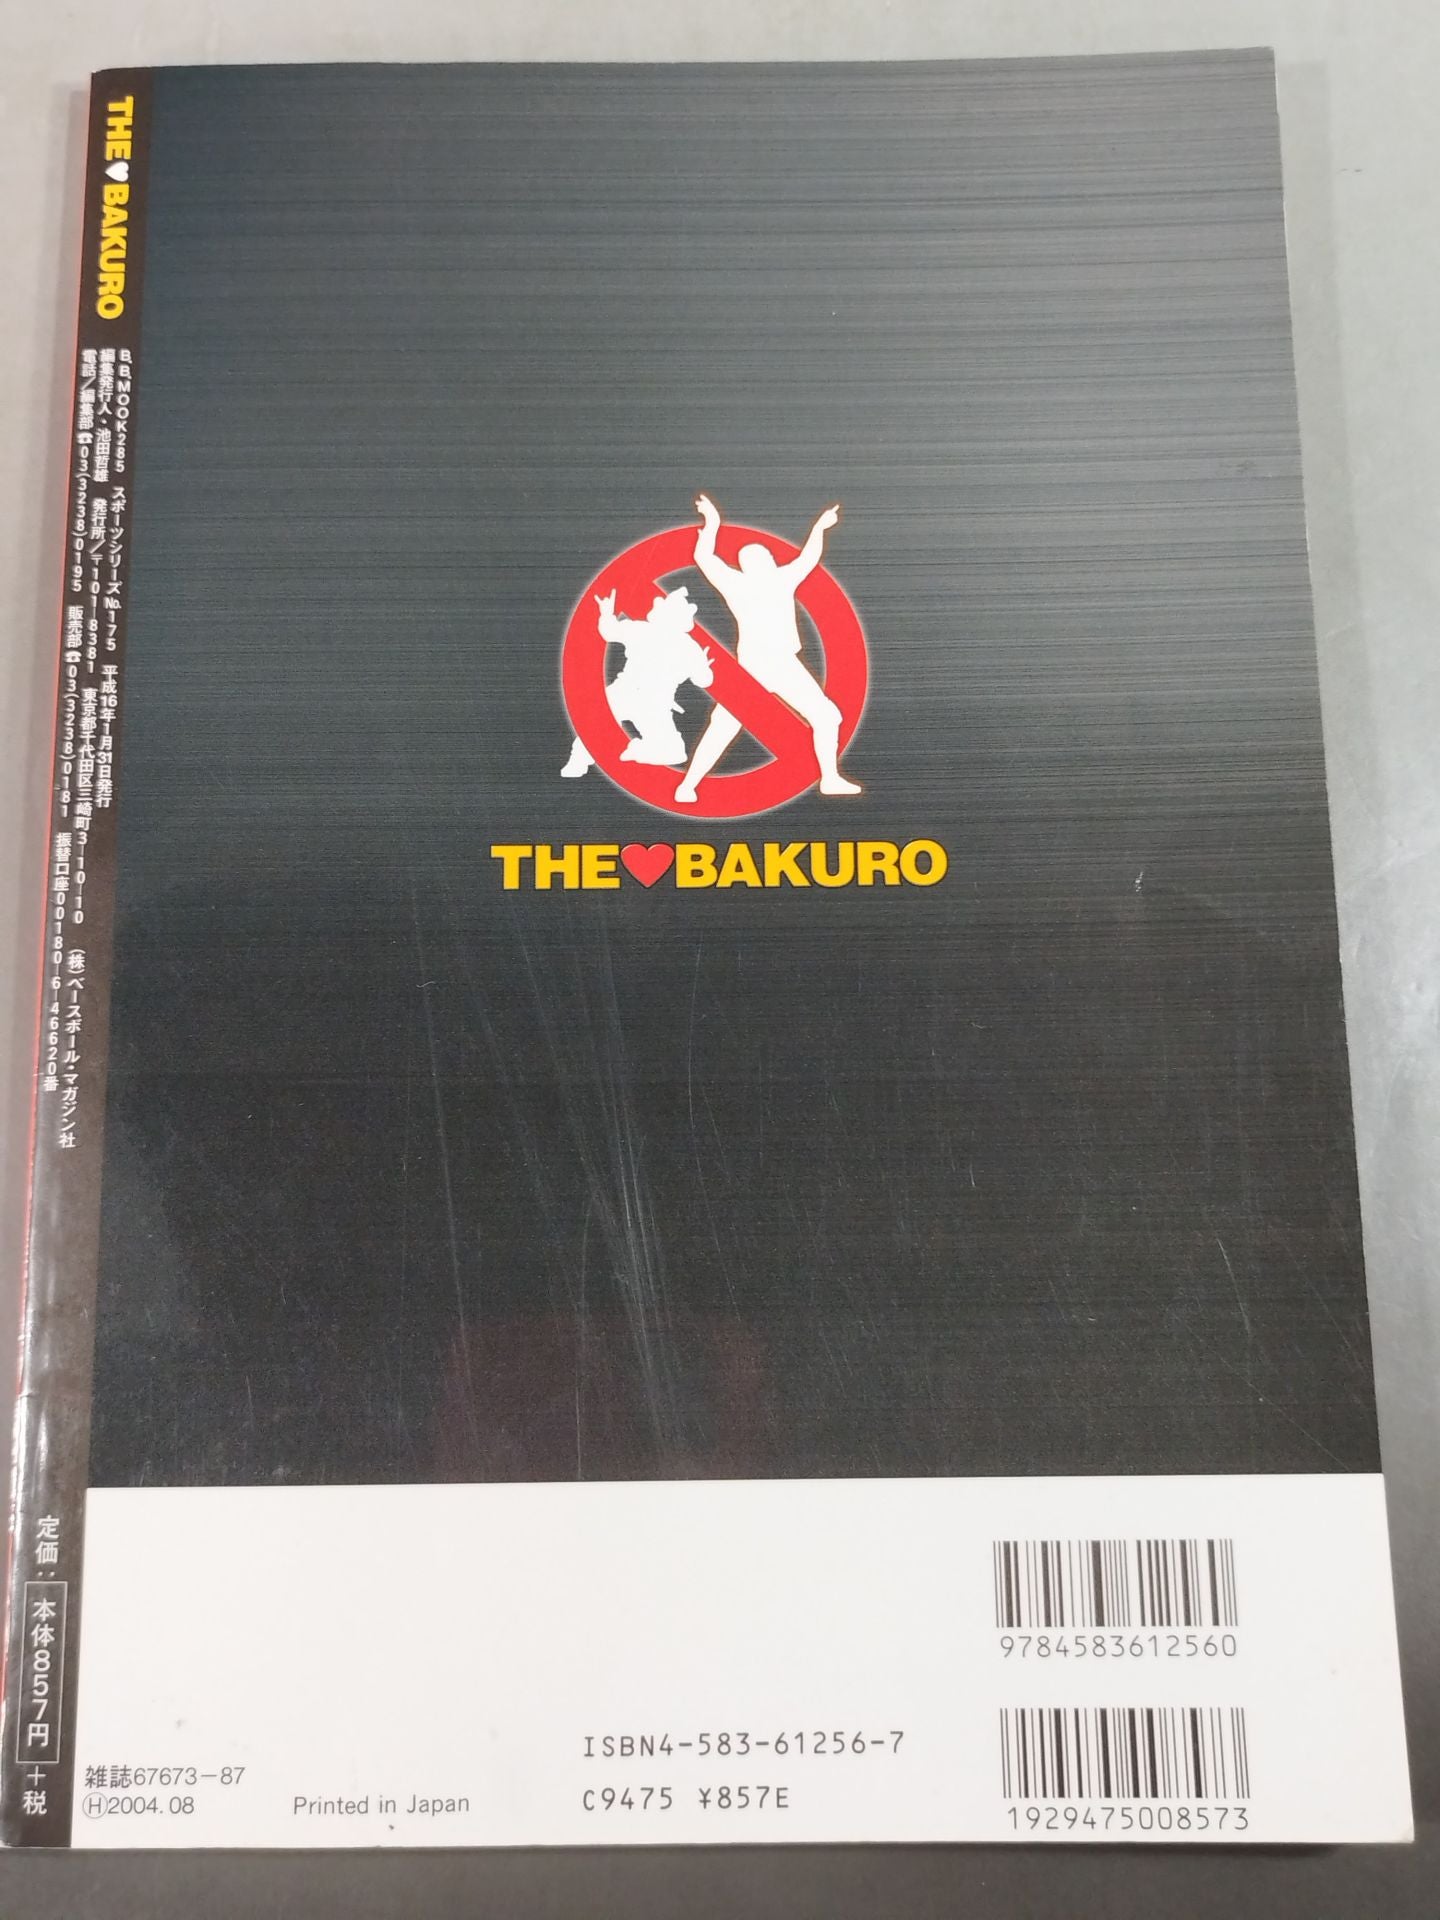 THE♥BAKURO
B.B.MOOK285 スポーツシリーズNo.175 平成16年1月31日発行
編集発行人・池田哲雄 発行所/〒101-8381 東京都千代田区三崎町3-10-10 (株)ベースボール・マガジン社
電話/編集部☎03(3238)0195 販売部☎03(3238)0181 振替口座00180-6-46620番
定価:本体857円+税
THE♥BAKURO
9784583612560
ISBN4-583-61256-7
C9475 ¥857E
1929475008573
雑誌67673-87
Ⓗ2004.08
Printed in Japan